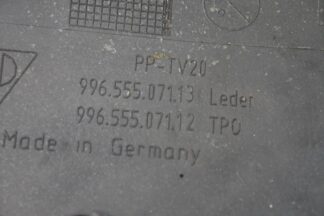 PP-TV20
996.555.071.13 Leder
996.555.071.12 TPO
Made in Germany